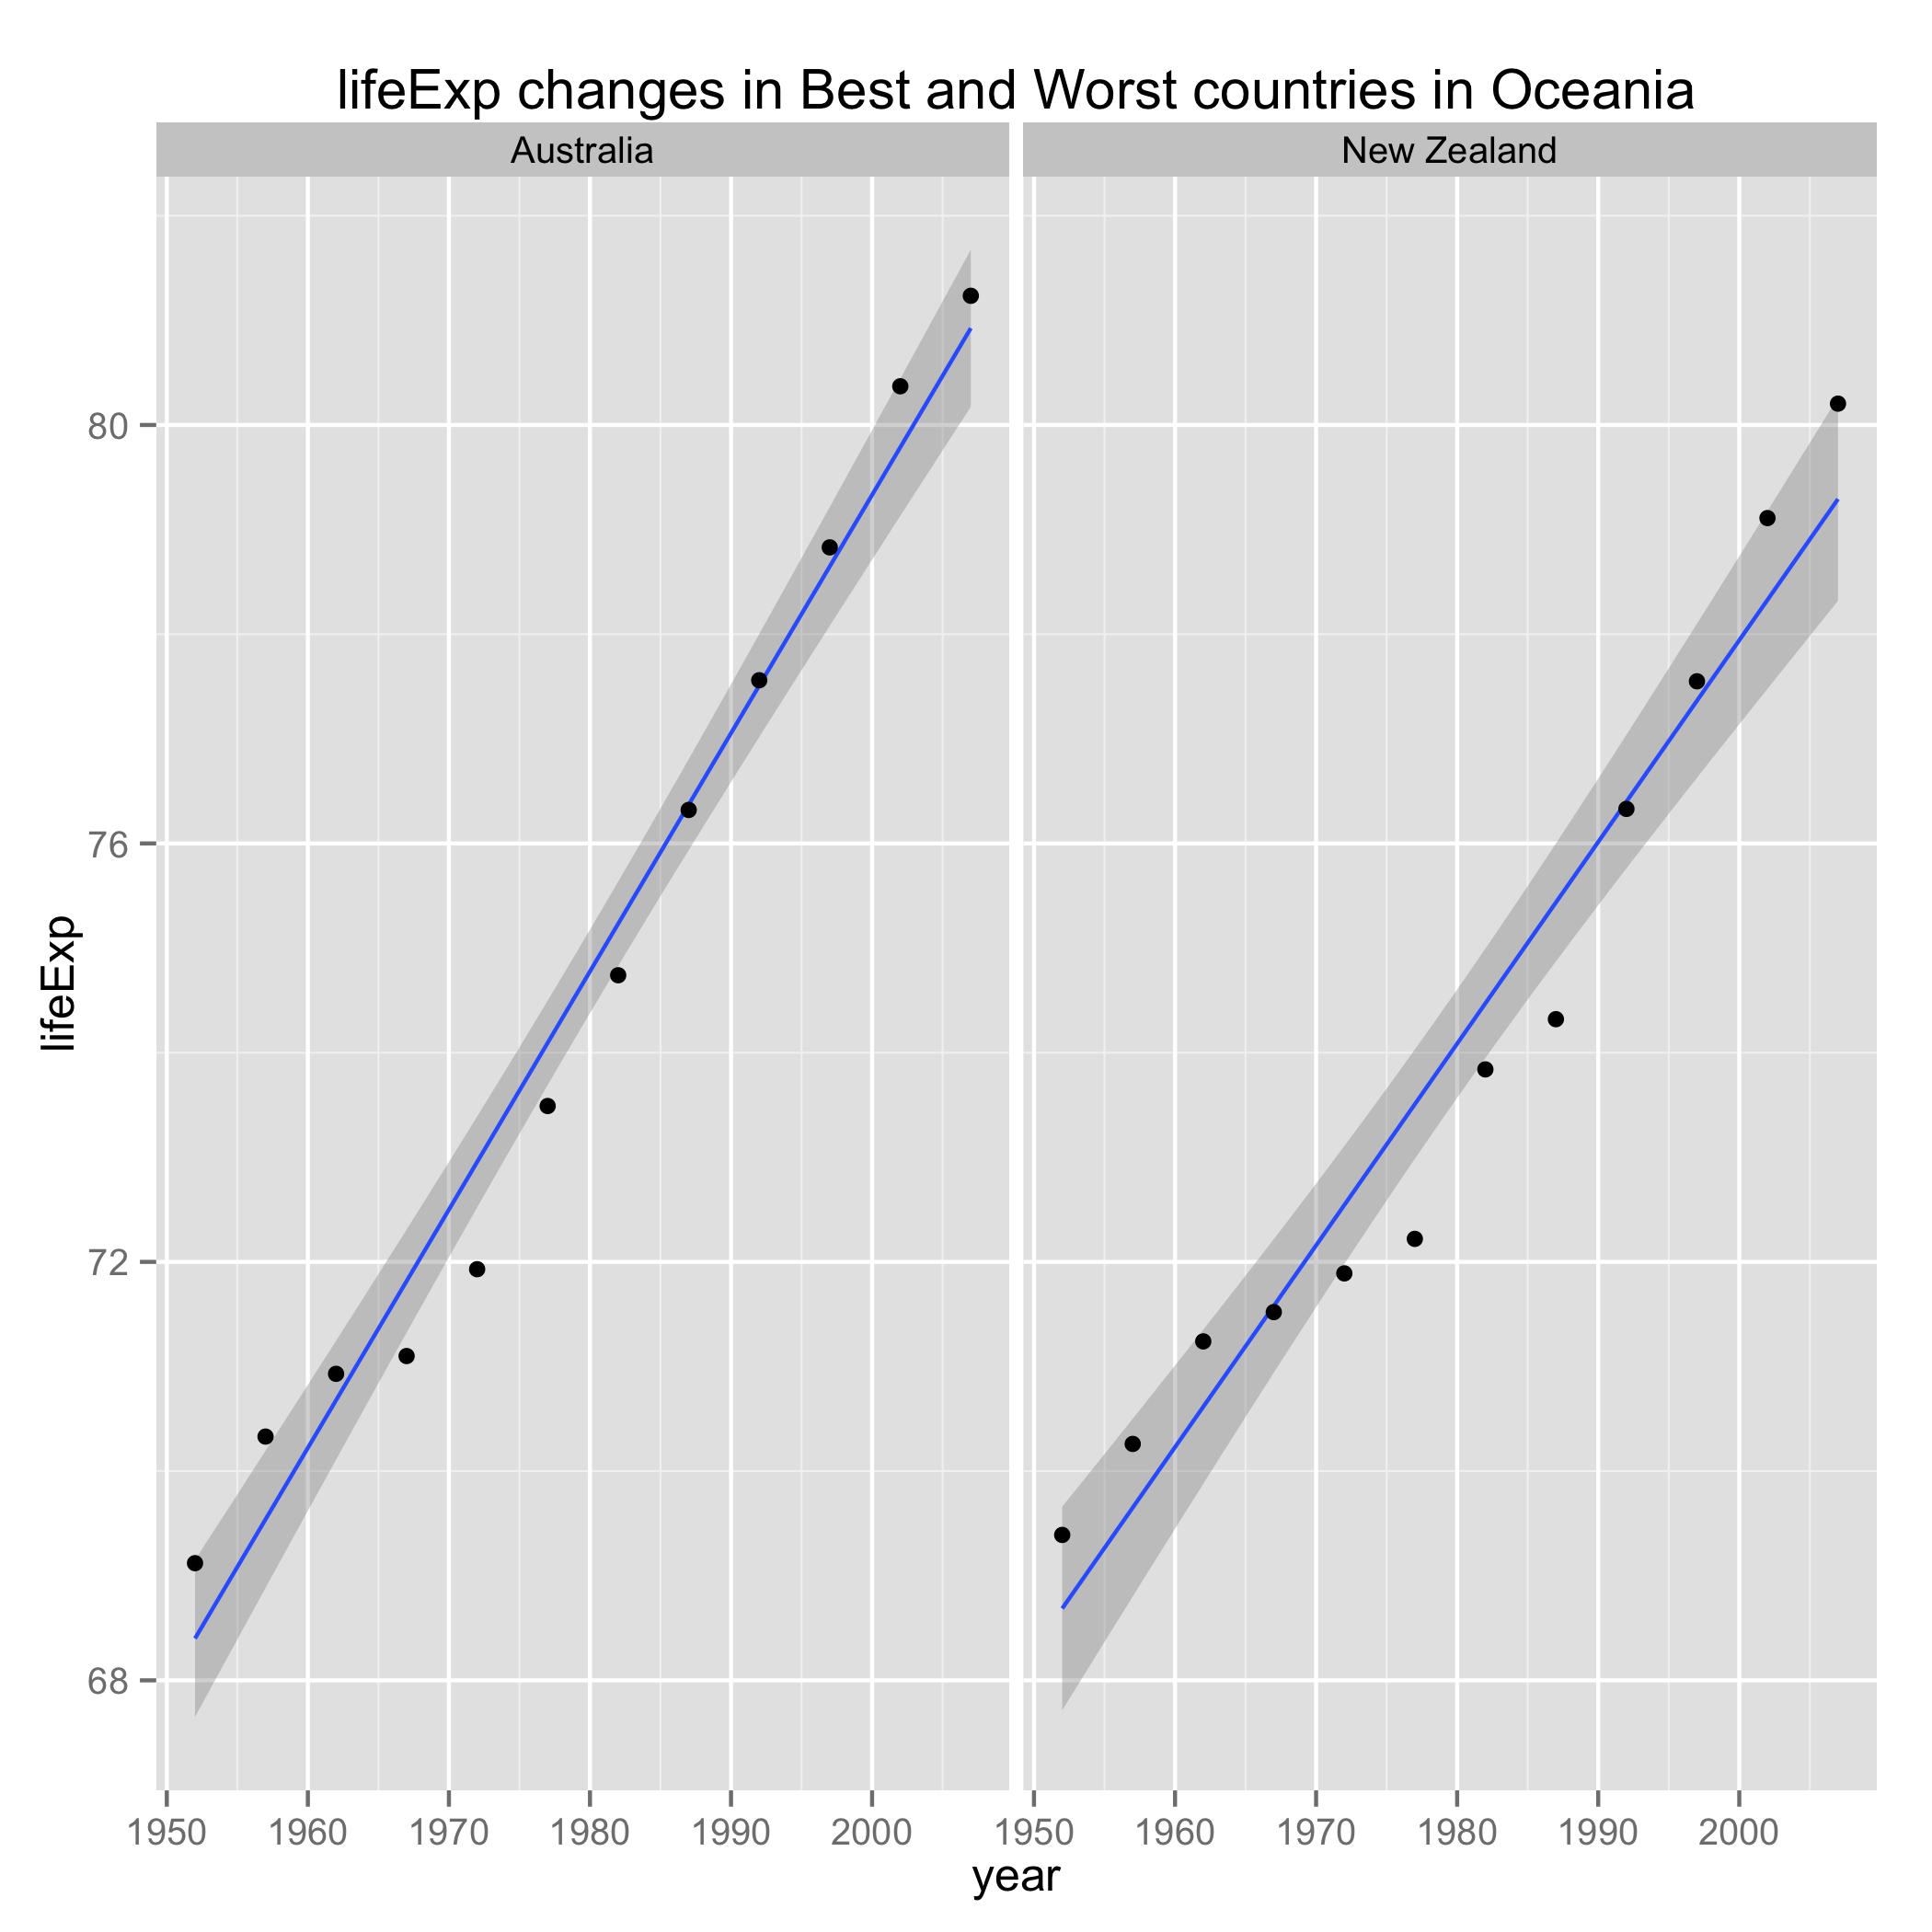 lifeExp changes in Best and Worst countries in Oceania
Australia
New Zealand
80
76
72
68
lifeExp
1950 1960 1970 1980 1990 2000
1950 1960 1970 1980 1990 2000
year